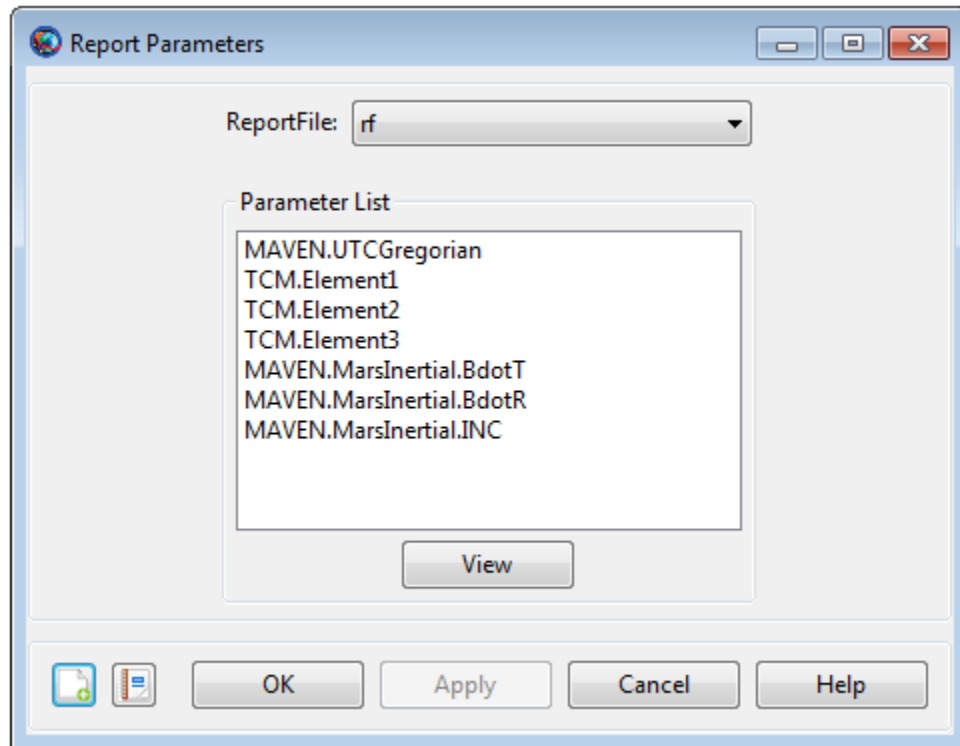 Report Parameters
ReportFile: rf
Parameter List
MAVEN.UTCGregorian
TCM.Element1
TCM.Element2
TCM.Element3
MAVEN.MarsInertial.BdotT
MAVEN.MarsInertial.BdotR
MAVEN.MarsInertial.INC
View
OK Apply Cancel Help